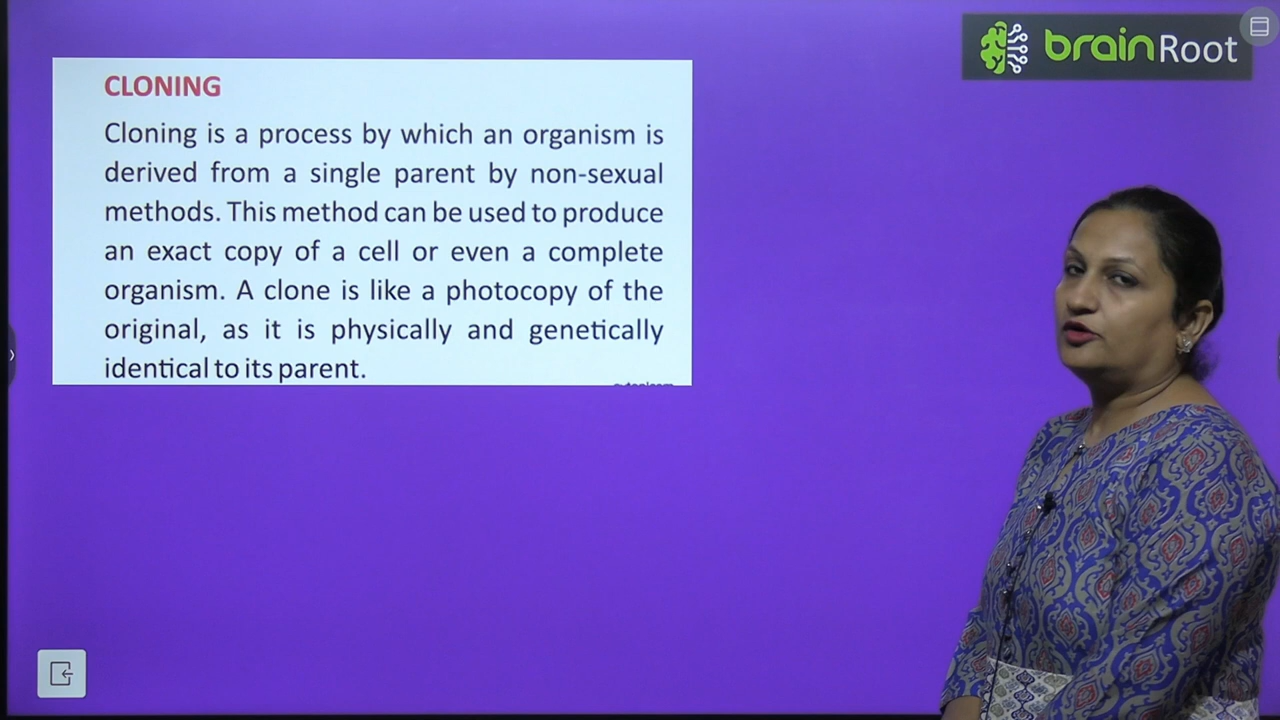 brainRoot
CLONING
Cloning is a process by which an organism is
derived from a single parent by non-sexual
methods. This method can be used to produce
an exact copy of a cell or even a complete
organism. A clone is like a photocopy of the
original, as it is physically and genetically
identical to its parent.